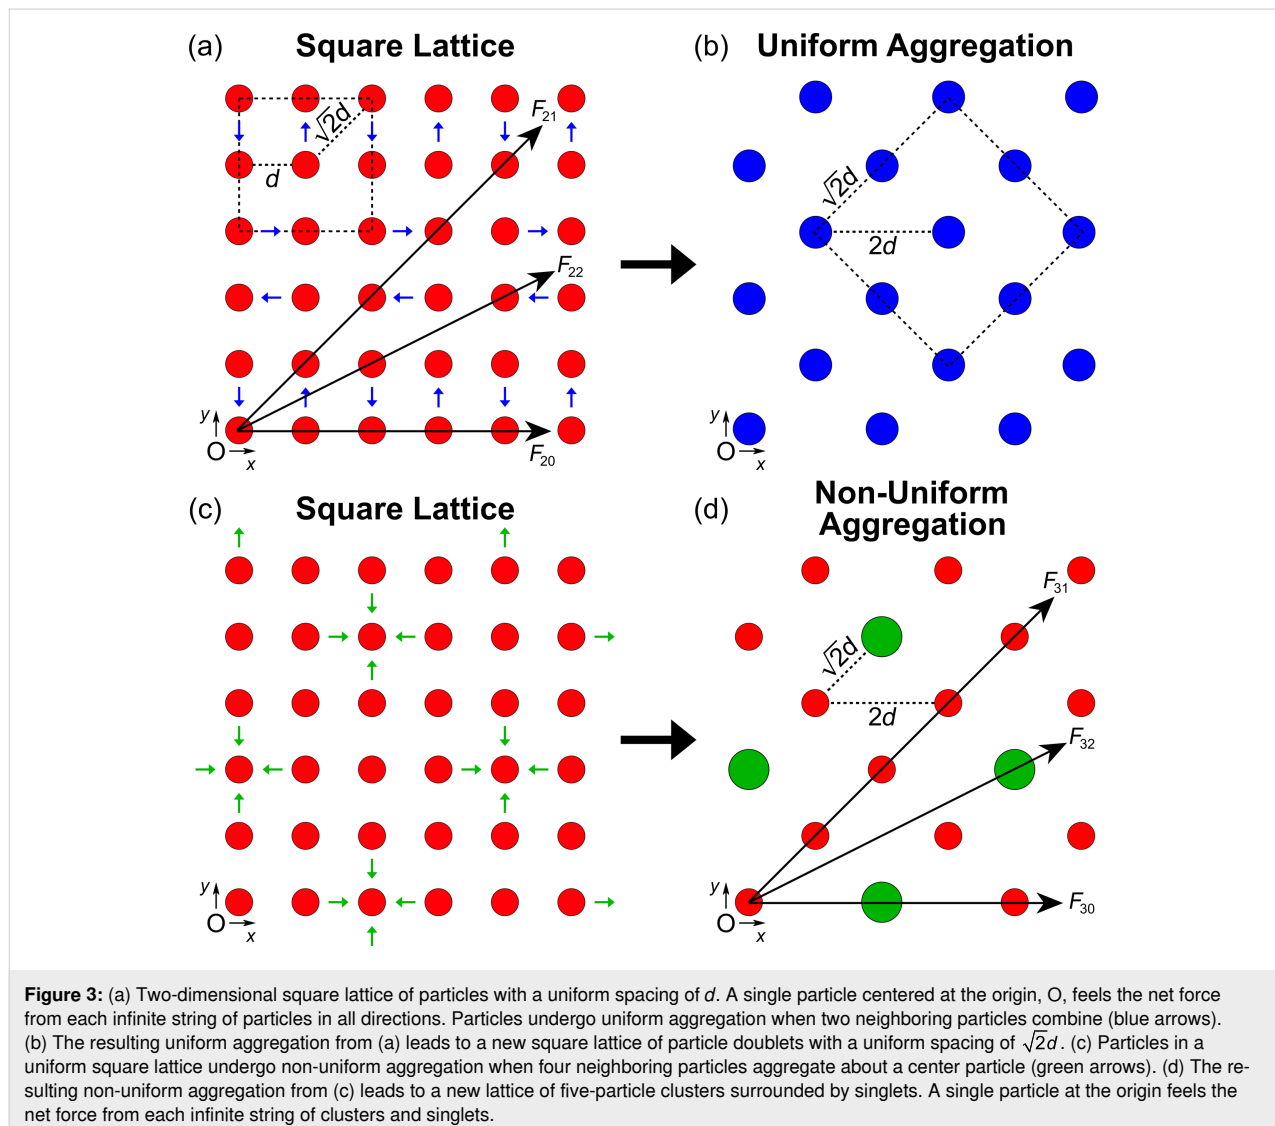 (a) Square Lattice
√2d
d
F21
F22
F20
y
O
x
(b) Uniform Aggregation
√2d
2d
y
O
x
(c) Square Lattice
y
O
x
(d) Non-Uniform
Aggregation
F31
√2d
2d
F32
F30
y
O
x
Figure 3: (a) Two-dimensional square lattice of particles with a uniform spacing of d. A single particle centered at the origin, O, feels the net force
from each infinite string of particles in all directions. Particles undergo uniform aggregation when two neighboring particles combine (blue arrows).
(b) The resulting uniform aggregation from (a) leads to a new square lattice of particle doublets with a uniform spacing of √2d. (c) Particles in a
uniform square lattice undergo non-uniform aggregation when four neighboring particles aggregate about a center particle (green arrows). (d) The re-
sulting non-uniform aggregation from (c) leads to a new lattice of five-particle clusters surrounded by singlets. A single particle at the origin feels the
net force from each infinite string of clusters and singlets.